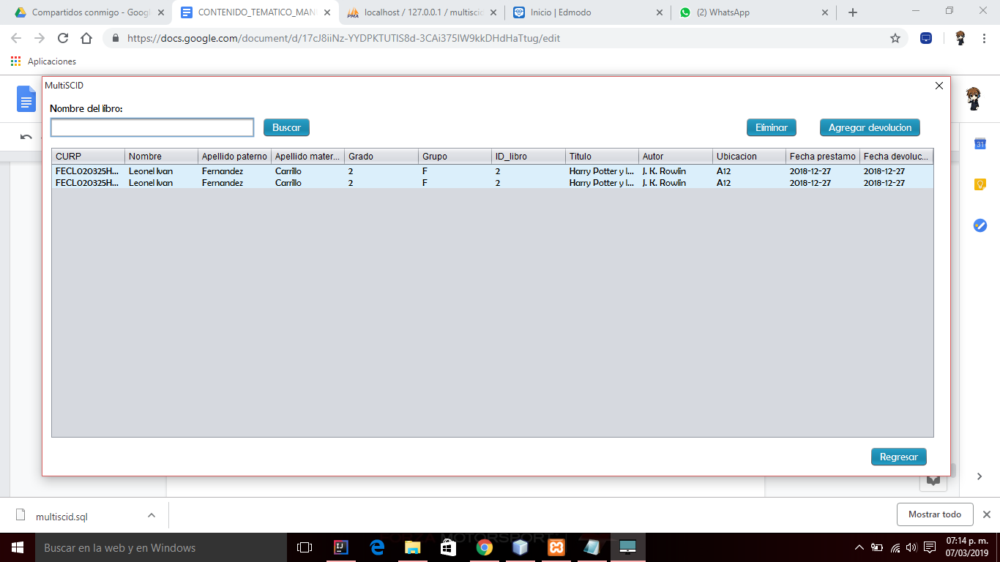 Compartidos conmigo - Googl
CONTENIDO_TEMATICO_MAN
localhost / 127.0.0.1 / multiscid
Inicio | Edmodo
(2) WhatsApp
https://docs.google.com/document/d/17cJ8iiNz-YYDPKTUTlS8d-3CAi375IW9kkDHdHaTtug/edit
Aplicaciones
MultiSCID
Nombre del libro:
Buscar
Eliminar
Agregar devolucion
CURP Nombre Apellido paterno Apellido mater... Grado Grupo ID_libro Titulo Autor Ubicacion Fecha prestamo Fecha devoluc...
FECL020325H... Leonel Ivan Fernandez Carrillo 2 F 2 Harry Potter y l... J. K. Rowlin A12 2018-12-27 2018-12-27
FECL020325H... Leonel Ivan Fernandez Carrillo 2 F 2 Harry Potter y l... J. K. Rowlin A12 2018-12-27 2018-12-27
31
Regresar
multiscid.sql
Mostrar todo
Buscar en la web y en Windows
MOTORSPORT
07:14 p. m.
07/03/2019